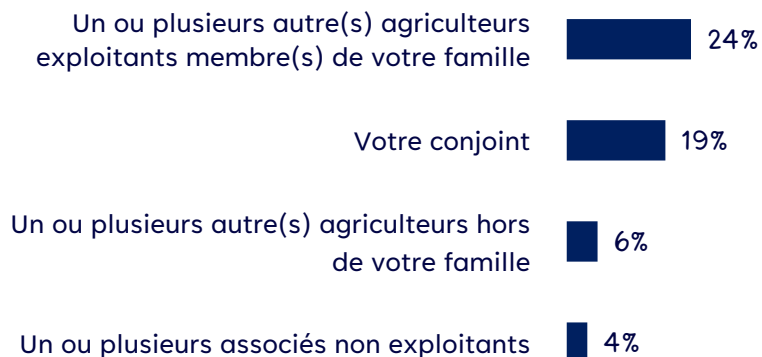 Un ou plusieurs autre(s) agriculteurs
exploitants membre(s) de votre famille
24%
Votre conjoint
19%
Un ou plusieurs autre(s) agriculteurs hors
de votre famille
6%
Un ou plusieurs associés non exploitants
4%